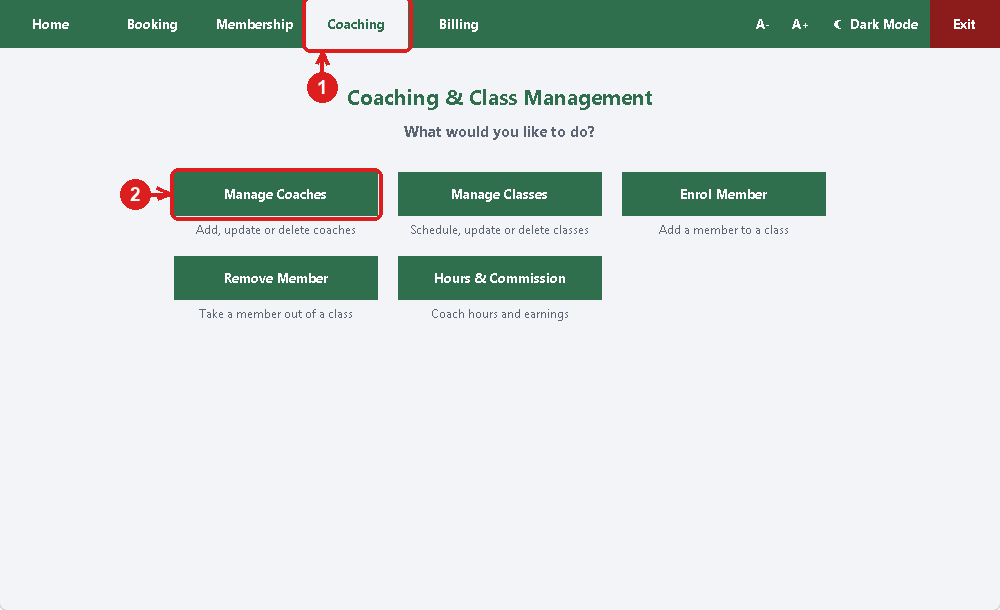 Home Booking Membership Coaching Billing A- A+ ☾ Dark Mode Exit
1
Coaching & Class Management
What would you like to do?
2
Manage Coaches Manage Classes Enrol Member
Add, update or delete coaches Schedule, update or delete classes Add a member to a class
Remove Member Hours & Commission
Take a member out of a class Coach hours and earnings